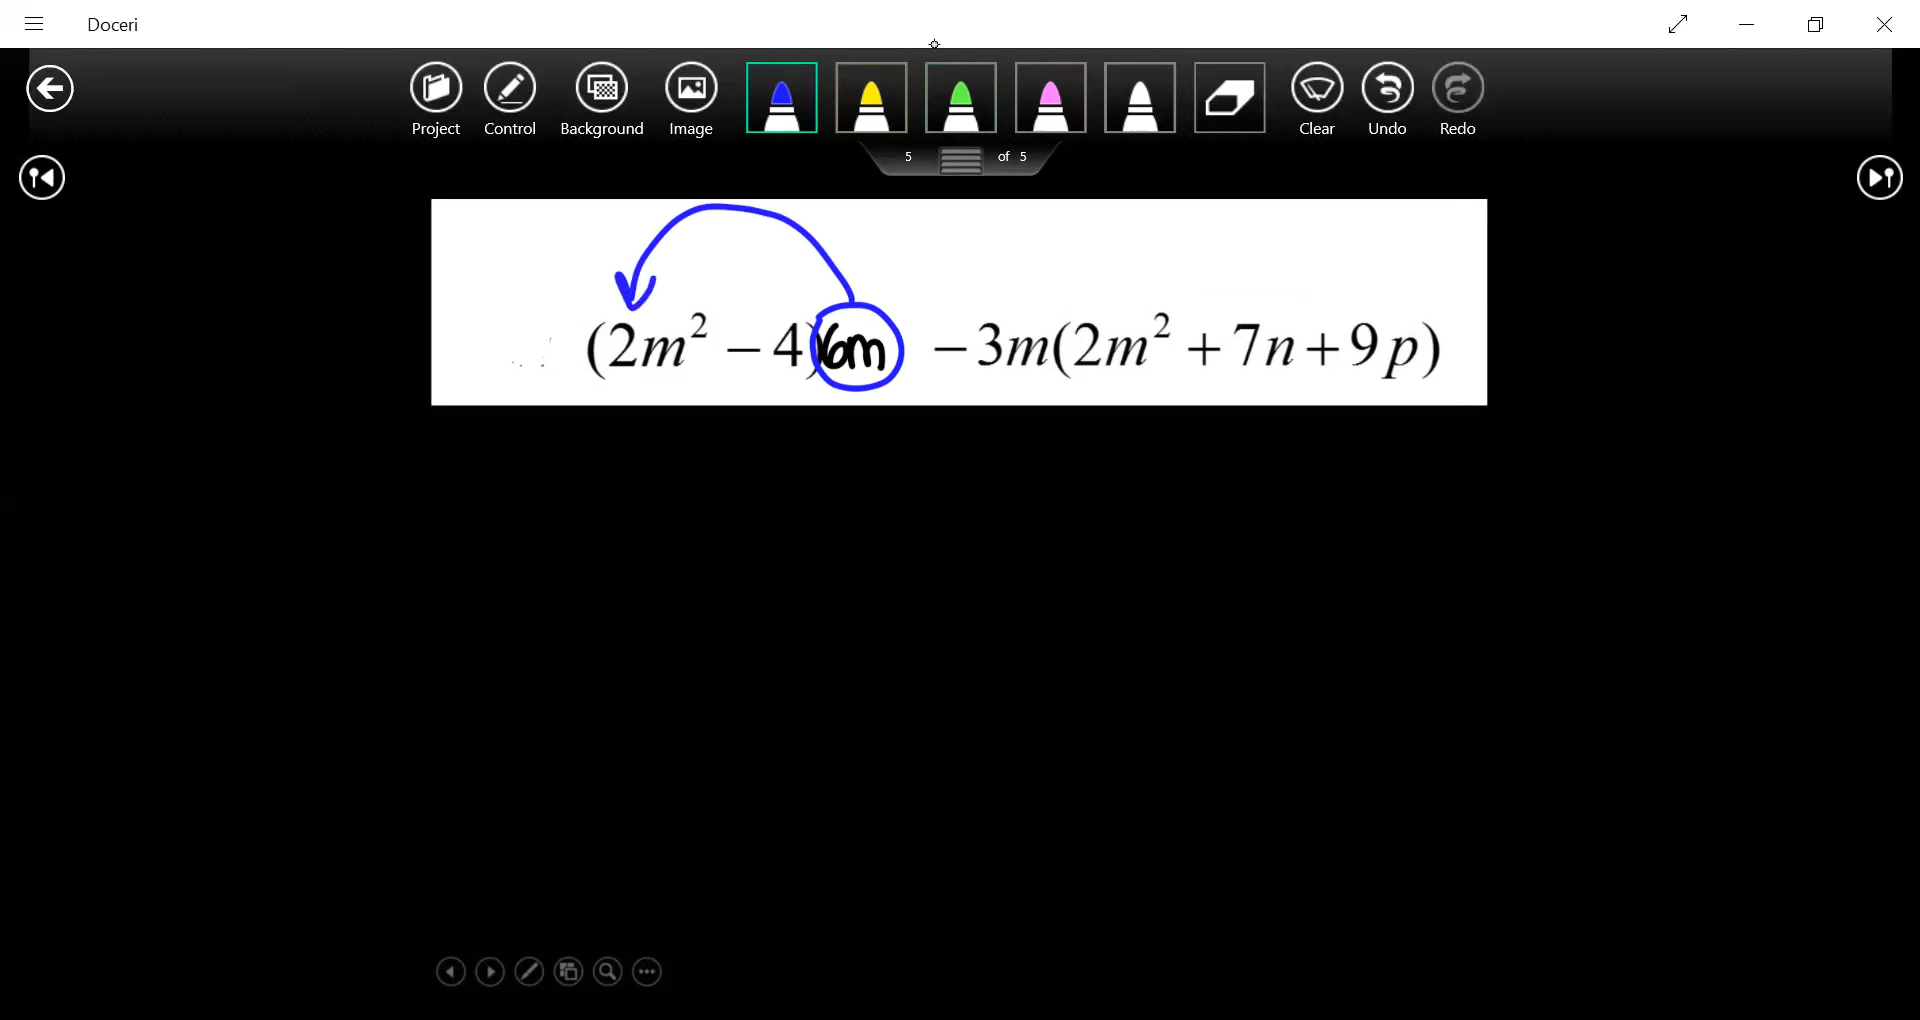 Doceri
Project Control Background Image Clear Undo Redo
5 of 5
(2m² − 4)(6m) − 3m(2m² + 7n + 9p)